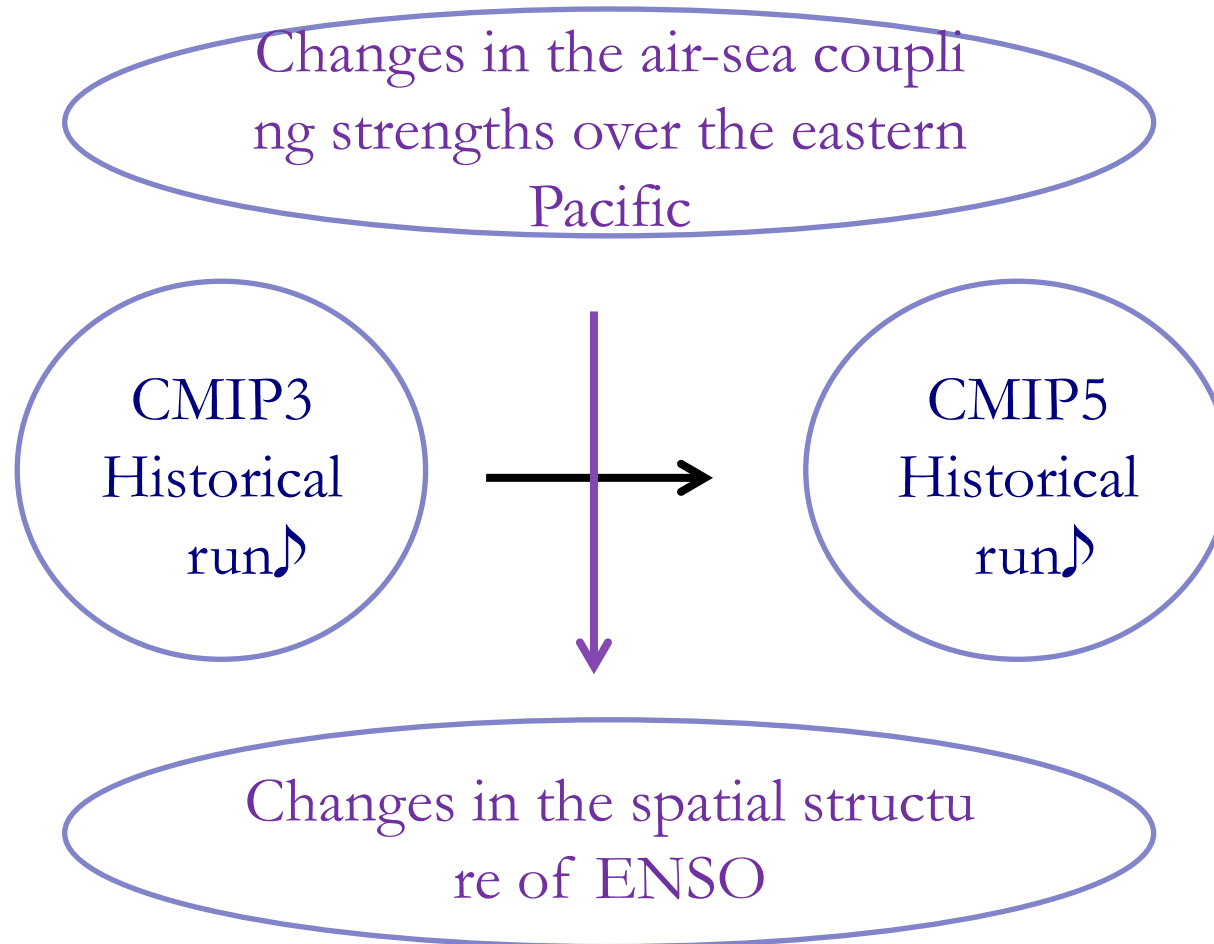 Changes in the air-sea coupli
ng strengths over the eastern
Pacific
CMIP3
Historical
run♪
CMIP5
Historical
run♪
Changes in the spatial structu
re of ENSO